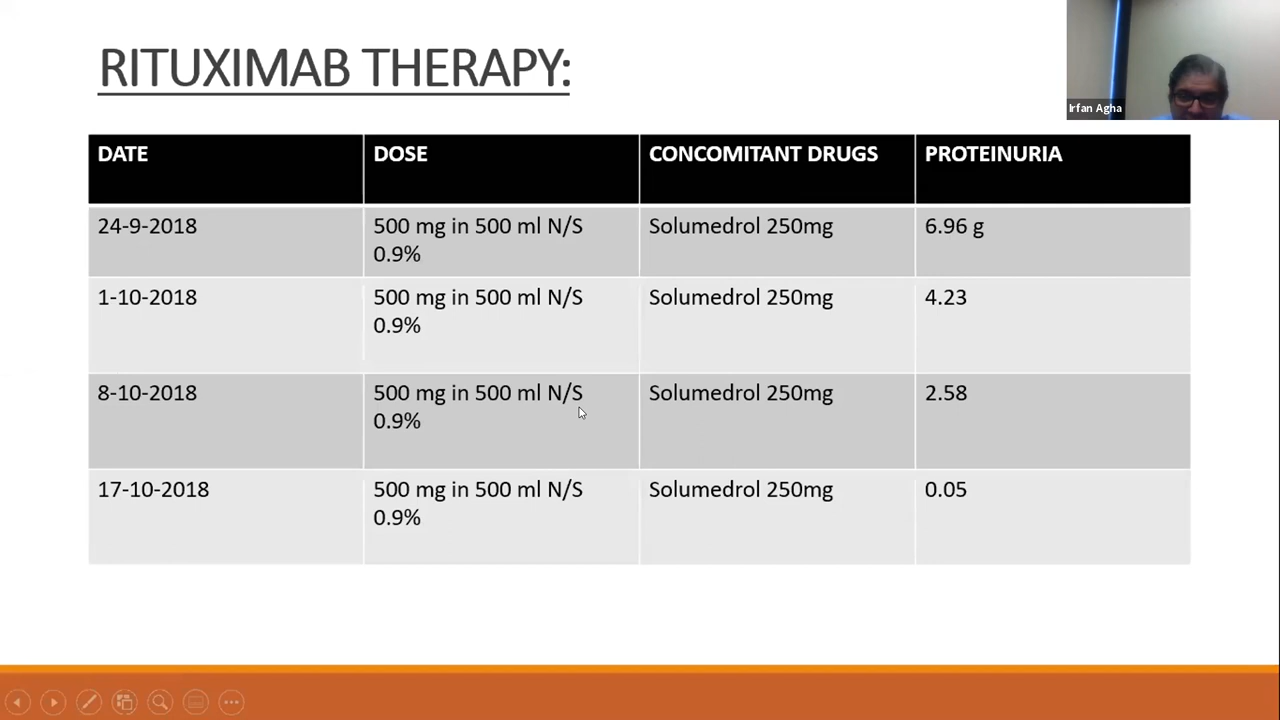 RITUXIMAB THERAPY:
Irfan Agha
DATE DOSE CONCOMITANT DRUGS PROTEINURIA
24-9-2018 500 mg in 500 ml N/S Solumedrol 250mg 6.96 g
0.9%
1-10-2018 500 mg in 500 ml N/S Solumedrol 250mg 4.23
0.9%
8-10-2018 500 mg in 500 ml N/S Solumedrol 250mg 2.58
0.9%
17-10-2018 500 mg in 500 ml N/S Solumedrol 250mg 0.05
0.9%